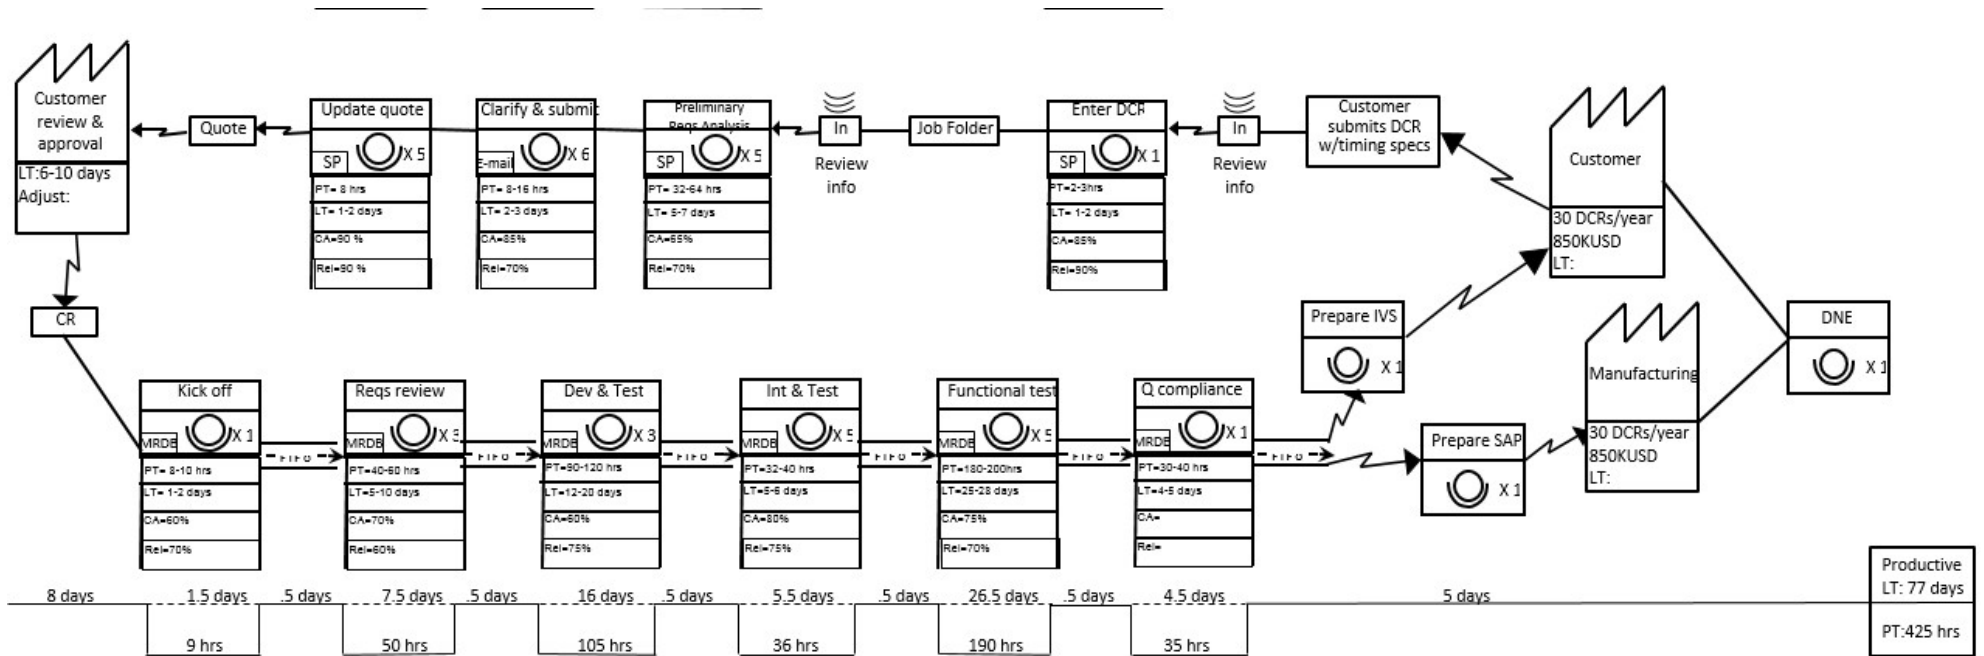 Customer
review &
approval
LT:6-10 days
Adjust:
Quote
Update quote
SP
X 5
PT= 8 hrs
LT= 1-2 days
CA=90 %
Rel=90 %
Clarify & submit
E-mail
X 6
PT= 8-16 hrs
LT= 2-3 days
CA=85%
Rel=70%
Preliminary
Reqs Analysis
SP
X 5
PT= 32-64 hrs
LT= 5-7 days
CA=65%
Rel=70%
In
Review
info
Job Folder
Enter DCR
SP
X 1
PT=2-3hrs
LT= 1-2 days
CA=85%
Rel=90%
In
Review
info
Customer
submits DCR
w/timing specs
Customer
30 DCRs/year
850KUSD
LT:
CR
Prepare IVS
X 1
Manufacturing
30 DCRs/year
850KUSD
LT:
DNE
X 1
Prepare SAP
X 1
Kick off
MRDB
X 1
PT= 8-10 hrs
LT= 1-2 days
CA=60%
Rel=70%
FIFO
Reqs review
MRDB
X 3
PT=40-60 hrs
LT=5-10 days
CA=70%
Rel=60%
FIFO
Dev & Test
MRDB
X 3
PT=90-120 hrs
LT=12-20 days
CA=60%
Rel=75%
FIFO
Int & Test
MRDB
X 5
PT=32-40 hrs
LT=5-6 days
CA=80%
Rel=75%
FIFO
Functional test
MRDB
X 5
PT=180-200hrs
LT=25-28 days
CA=75%
Rel=70%
FIFO
Q compliance
MRDB
X 1
PT=30-40 hrs
LT=4-5 days
CA=
Rel=
FIFO
8 days
1.5 days
.5 days
7.5 days
.5 days
16 days
.5 days
5.5 days
.5 days
26.5 days
.5 days
4.5 days
5 days
9 hrs
50 hrs
105 hrs
36 hrs
190 hrs
35 hrs
Productive
LT: 77 days
PT:425 hrs